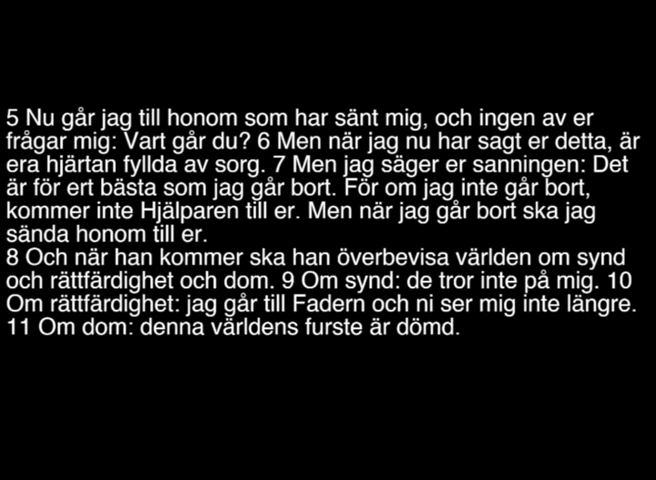 5 Nu går jag till honom som har sänt mig, och ingen av er
frågar mig: Vart går du? 6 Men när jag nu har sagt er detta, är
era hjärtan fyllda av sorg. 7 Men jag säger er sanningen: Det
är för ert bästa som jag går bort. För om jag inte går bort,
kommer inte Hjälparen till er. Men när jag går bort ska jag
sända honom till er.
8 Och när han kommer ska han överbevisa världen om synd
och rättfärdighet och dom. 9 Om synd: de tror inte på mig. 10
Om rättfärdighet: jag går till Fadern och ni ser mig inte längre.
11 Om dom: denna världens furste är dömd.